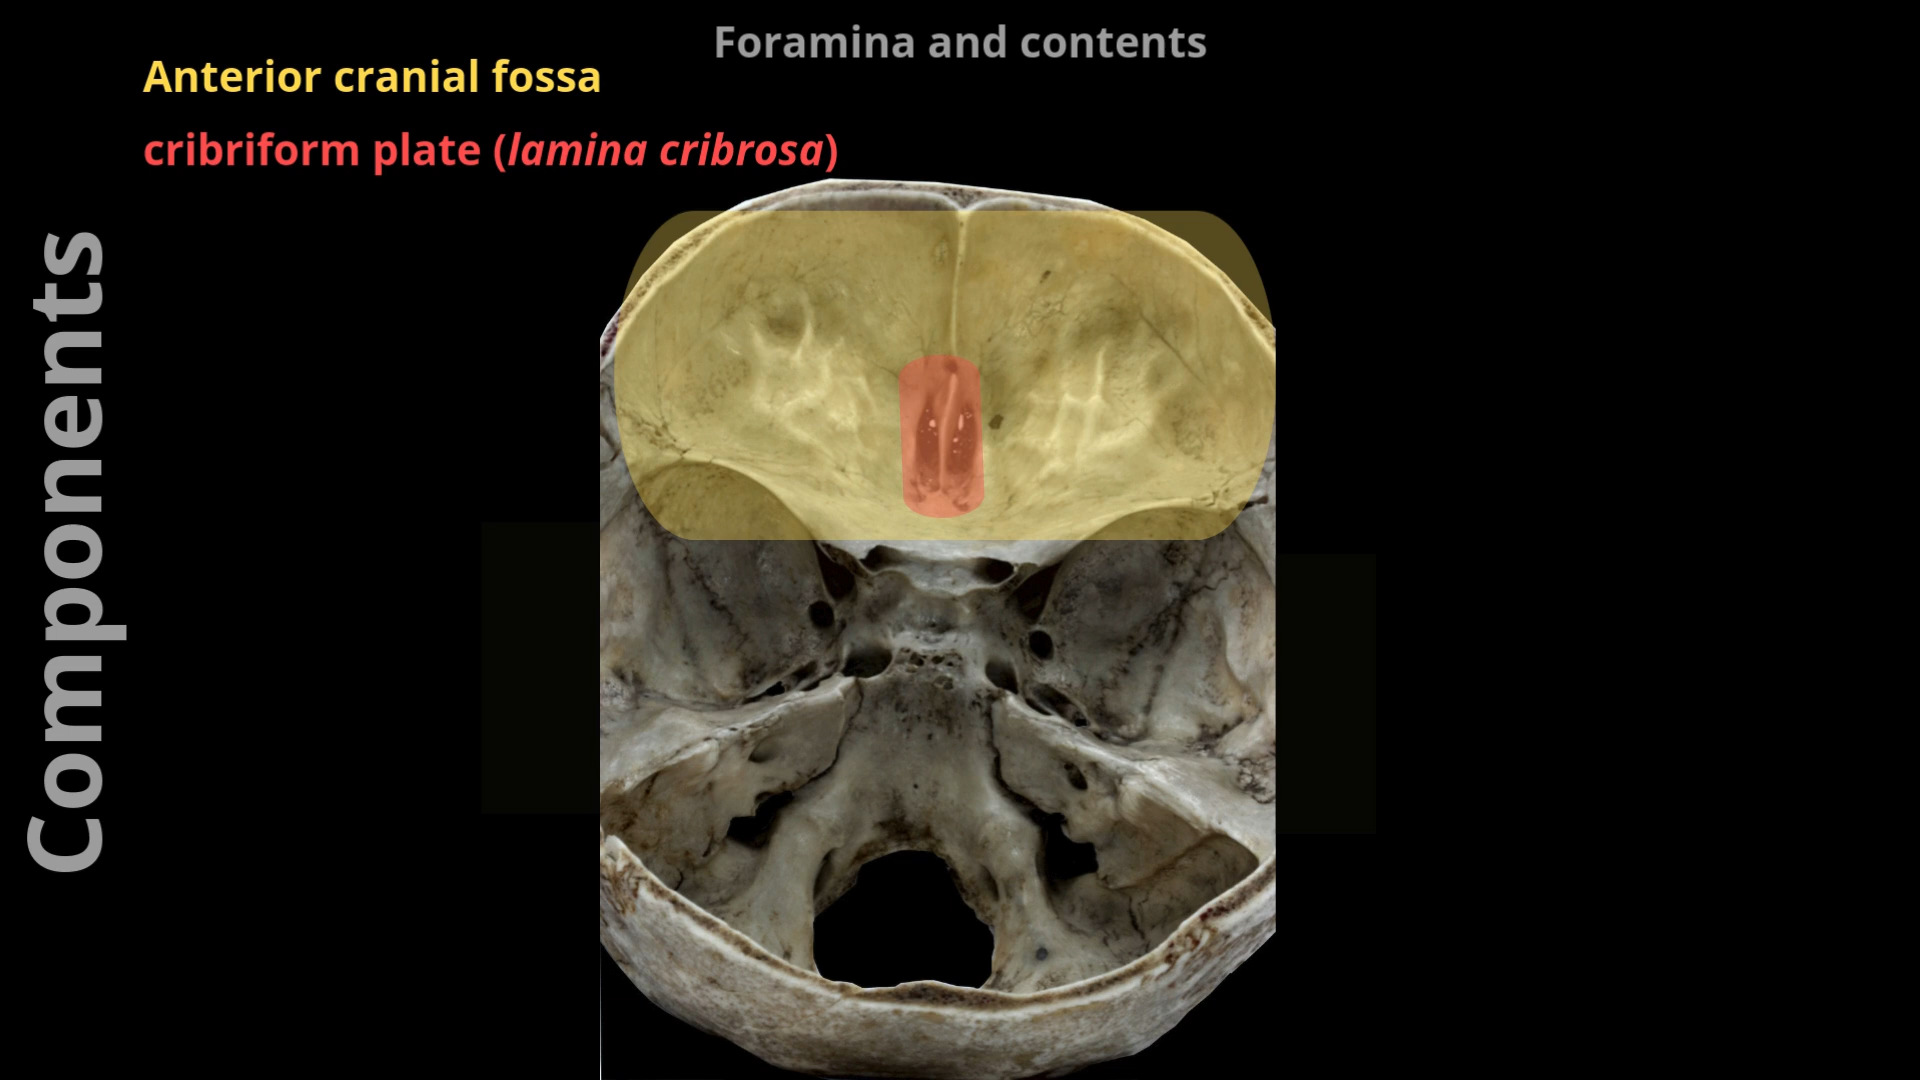 Foramina and contents
Anterior cranial fossa
cribriform plate (lamina cribrosa)
Components